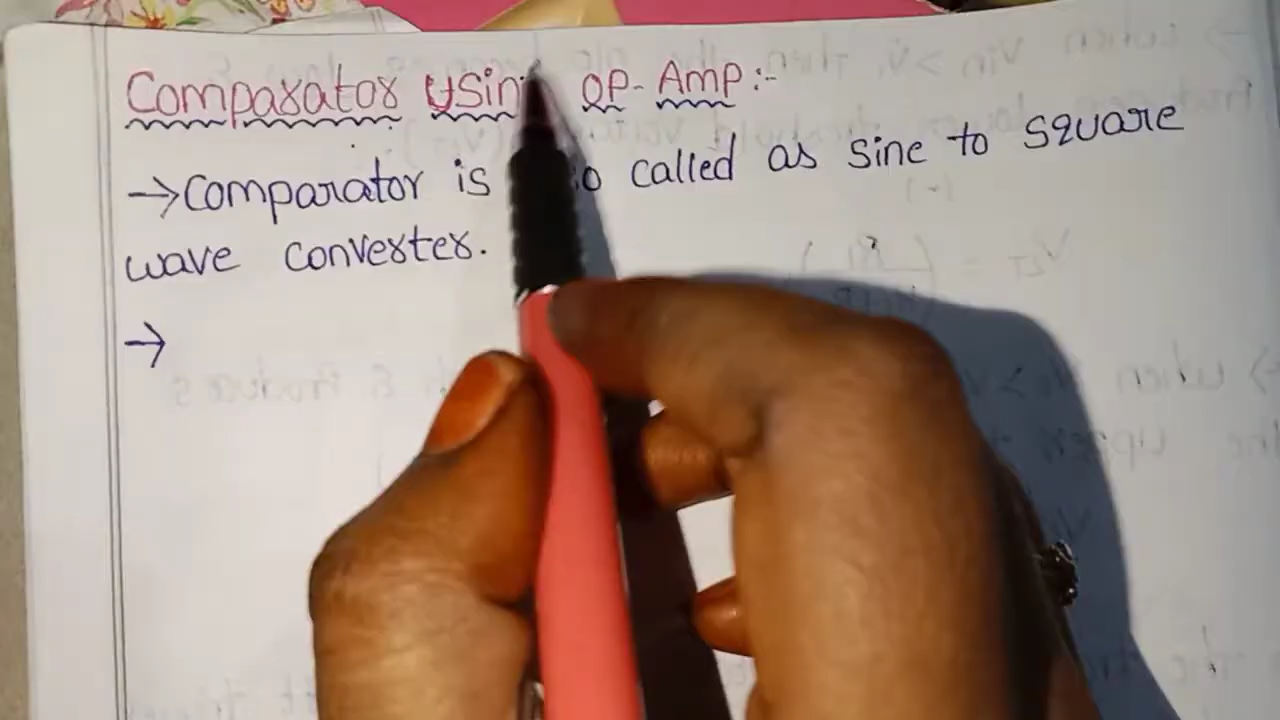 Comparator using OP-Amp:-
→ Comparator is called as sine to square
wave converter.
→